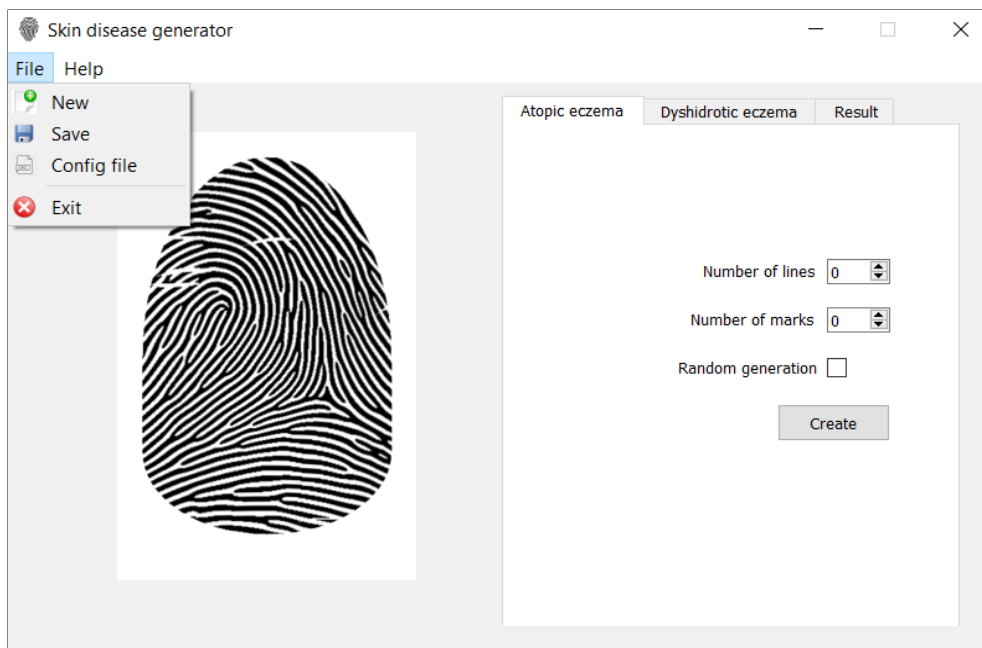 Skin disease generator
File Help
New
Save
Config file
Exit
Atopic eczema Dyshidrotic eczema Result
Number of lines 0
Number of marks 0
Random generation
Create